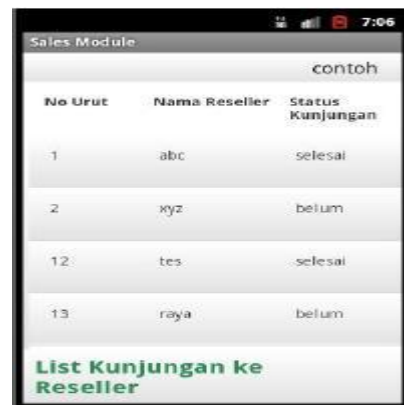 7:06
Sales Module
contoh
No Urut Nama Reseller Status Kunjungan
1 abc selesai
2 xyz belum
12 tes selesai
13 raya belum
List Kunjungan ke
Reseller